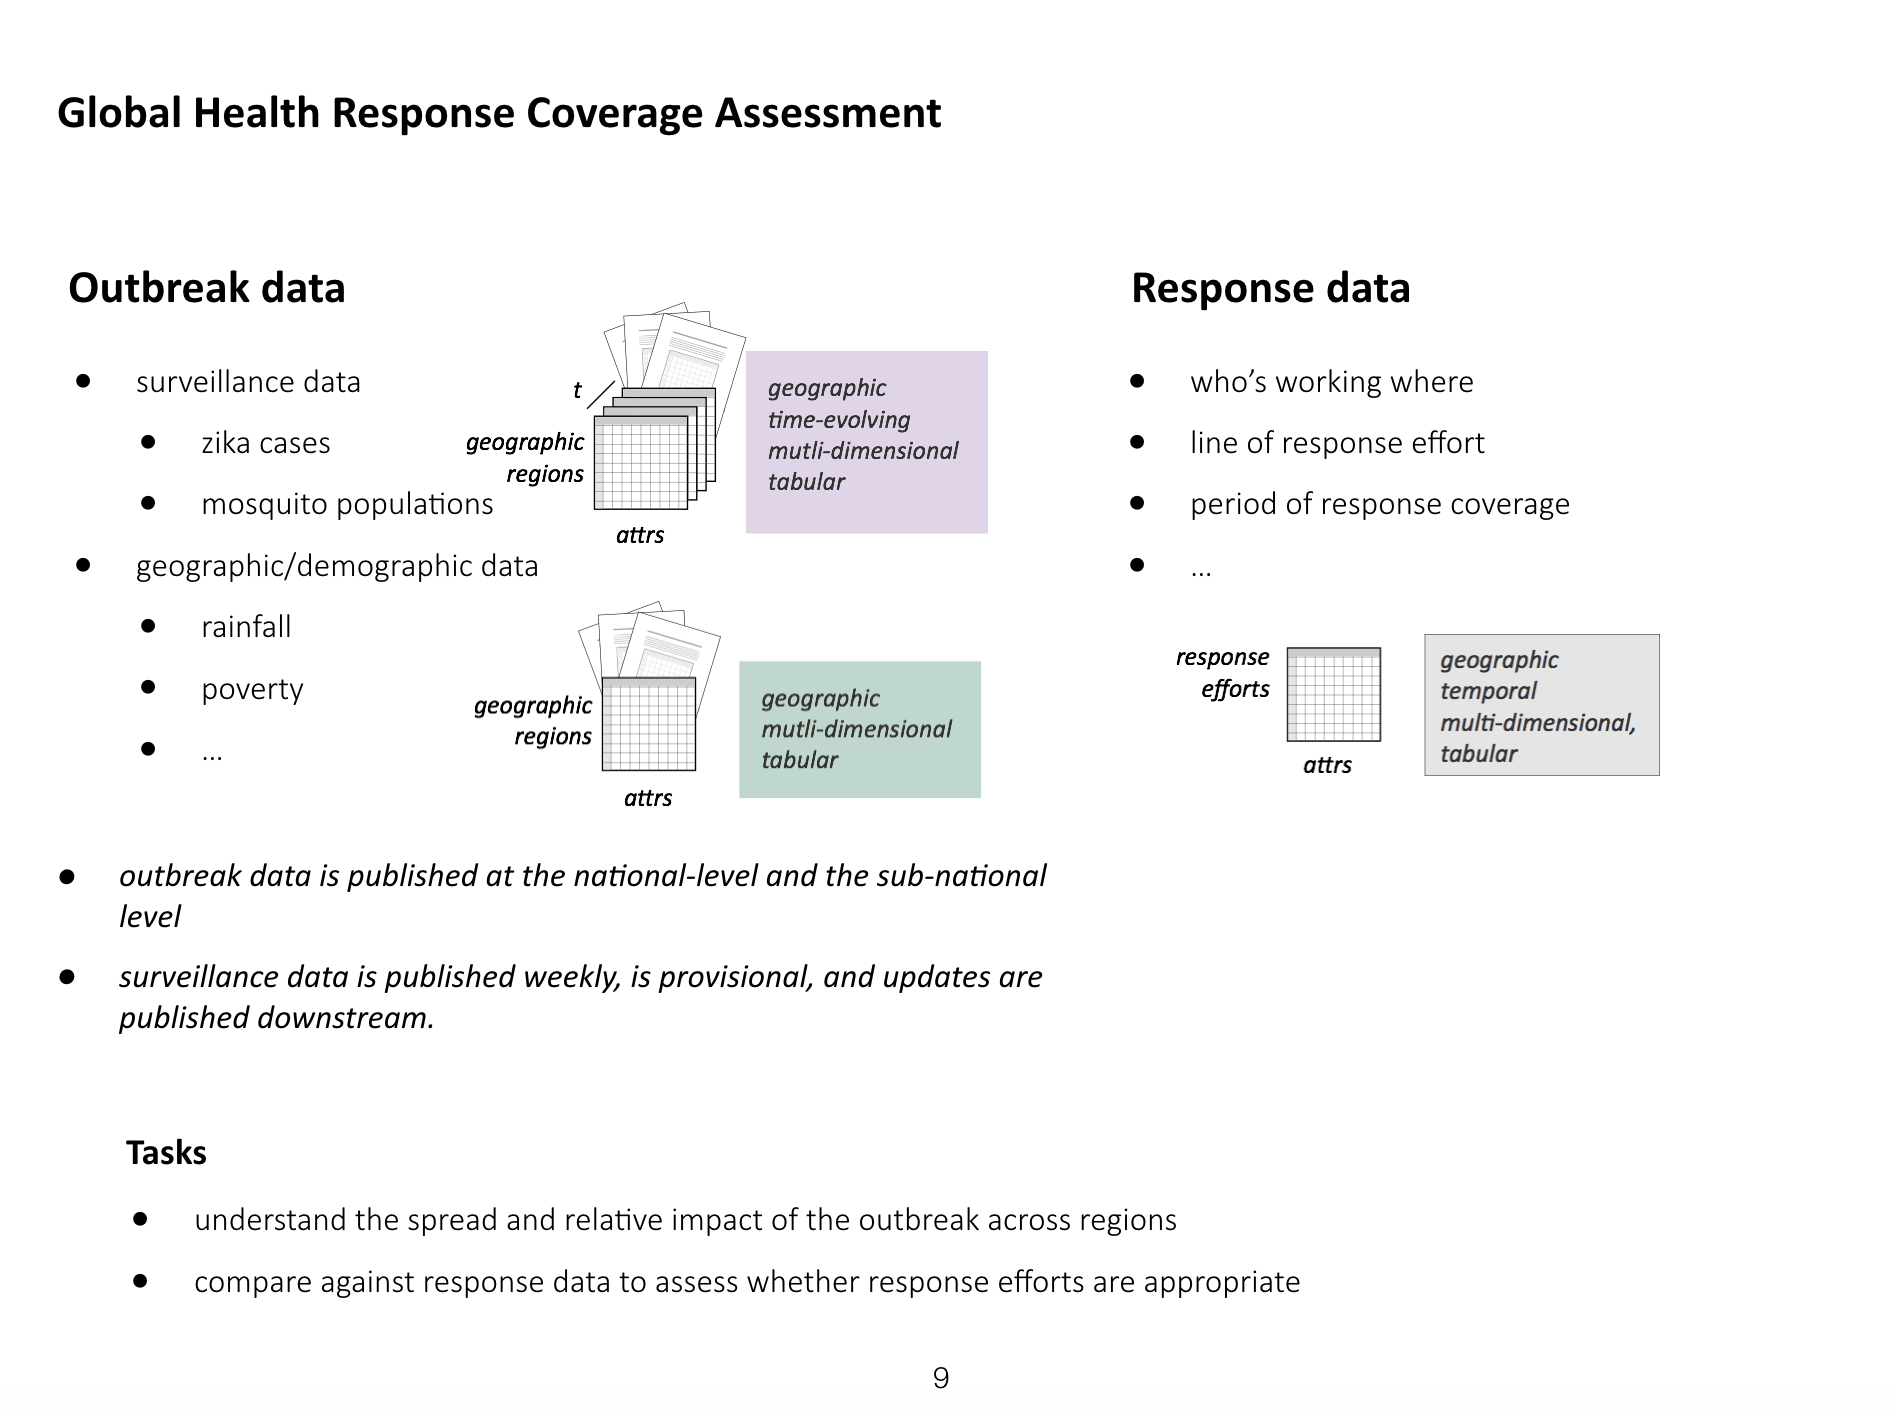 Global Health Response Coverage Assessment
Outbreak data
● surveillance data
● zika cases
● mosquito populations
● geographic/demographic data
● rainfall
● poverty
● ...
t
geographic
regions
attrs
geographic
time-evolving
mutli-dimensional
tabular
geographic
regions
attrs
geographic
mutli-dimensional
tabular
● outbreak data is published at the national-level and the sub-national
level
● surveillance data is published weekly, is provisional, and updates are
published downstream.
Response data
● who’s working where
● line of response effort
● period of response coverage
● ...
response
efforts
attrs
geographic
temporal
multi-dimensional,
tabular
Tasks
● understand the spread and relative impact of the outbreak across regions
● compare against response data to assess whether response efforts are appropriate
9